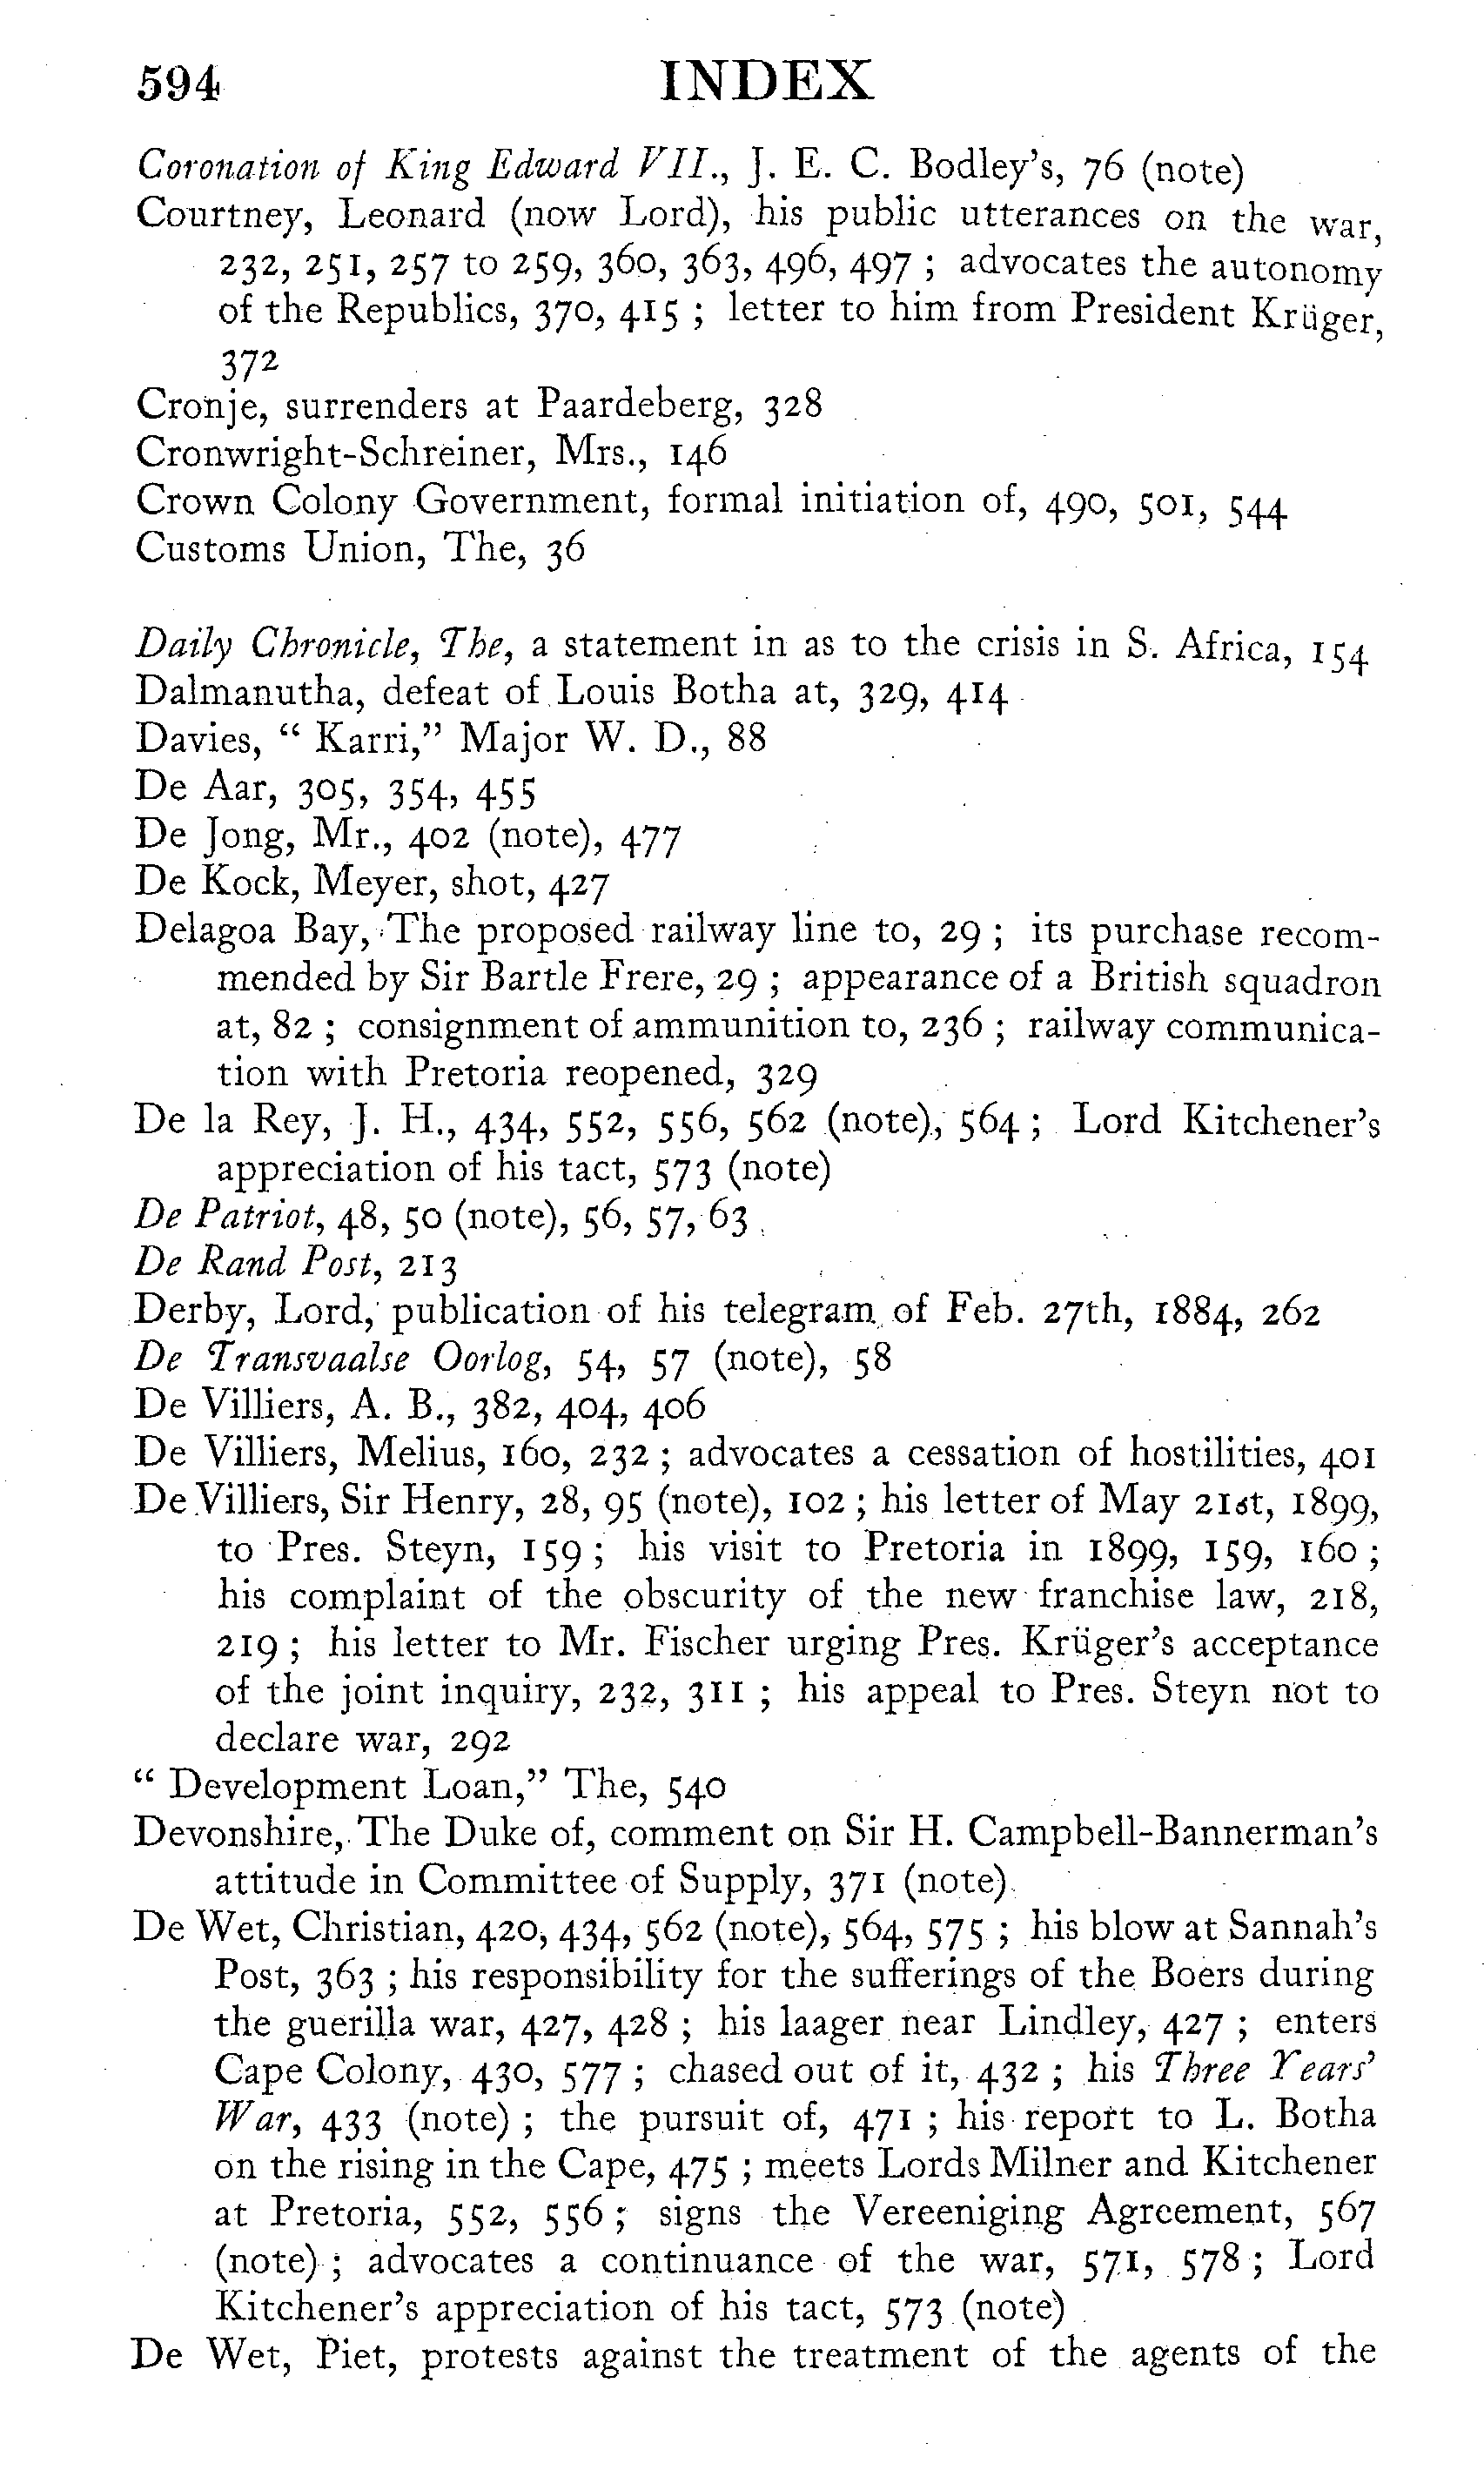 594 INDEX
Coronation of King Edward VII., J. E. C. Bodley's, 76 (note)
Courtney, Leonard (now Lord), his public utterances on the war,
232, 251, 257 to 259, 360, 363, 496, 497 ; advocates the autonomy
of the Republics, 370, 415 ; letter to him from President Krüger,
372
Cronje, surrenders at Paardeberg, 328
Cronwright-Schreiner, Mrs., 146
Crown Colony Government, formal initiation of, 490, 501, 544
Customs Union, The, 36
Daily Chronicle, The, a statement in as to the crisis in S. Africa, 154
Dalmanutha, defeat of Louis Botha at, 329, 414
Davies, “ Karri,” Major W. D., 88
De Aar, 305, 354, 455
De Jong, Mr., 402 (note), 477
De Kock, Meyer, shot, 427
Delagoa Bay, The proposed railway line to, 29 ; its purchase recom-
mended by Sir Bartle Frere, 29 ; appearance of a British squadron
at, 82 ; consignment of ammunition to, 236 ; railway communica-
tion with Pretoria reopened, 329
De la Rey, J. H., 434, 552, 556, 562 (note), 564 ; Lord Kitchener's
appreciation of his tact, 573 (note)
De Patriot, 48, 50 (note), 56, 57, 63
De Rand Post, 213
Derby, Lord, publication of his telegram of Feb. 27th, 1884, 262
De Transvaalse Oorlog, 54, 57 (note), 58
De Villiers, A. B., 382, 404, 406
De Villiers, Melius, 160, 232 ; advocates a cessation of hostilities, 401
De Villiers, Sir Henry, 28, 95 (note), 102 ; his letter of May 21st, 1899,
to Pres. Steyn, 159 ; his visit to Pretoria in 1899, 159, 160 ;
his complaint of the obscurity of the new franchise law, 218,
219 ; his letter to Mr. Fischer urging Pres. Krüger's acceptance
of the joint inquiry, 232, 311 ; his appeal to Pres. Steyn not to
declare war, 292
“ Development Loan,” The, 540
Devonshire, The Duke of, comment on Sir H. Campbell-Bannerman's
attitude in Committee of Supply, 371 (note)
De Wet, Christian, 420, 434, 562 (note), 564, 575 ; his blow at Sannah's
Post, 363 ; his responsibility for the sufferings of the Boers during
the guerilla war, 427, 428 ; his laager near Lindley, 427 ; enters
Cape Colony, 430, 577 ; chased out of it, 432 ; his Three Years'
War, 433 (note) ; the pursuit of, 471 ; his report to L. Botha
on the rising in the Cape, 475 ; meets Lords Milner and Kitchener
at Pretoria, 552, 556 ; signs the Vereeniging Agreement, 567
(note) ; advocates a continuance of the war, 571, 578 ; Lord
Kitchener's appreciation of his tact, 573 (note)
De Wet, Piet, protests against the treatment of the agents of the